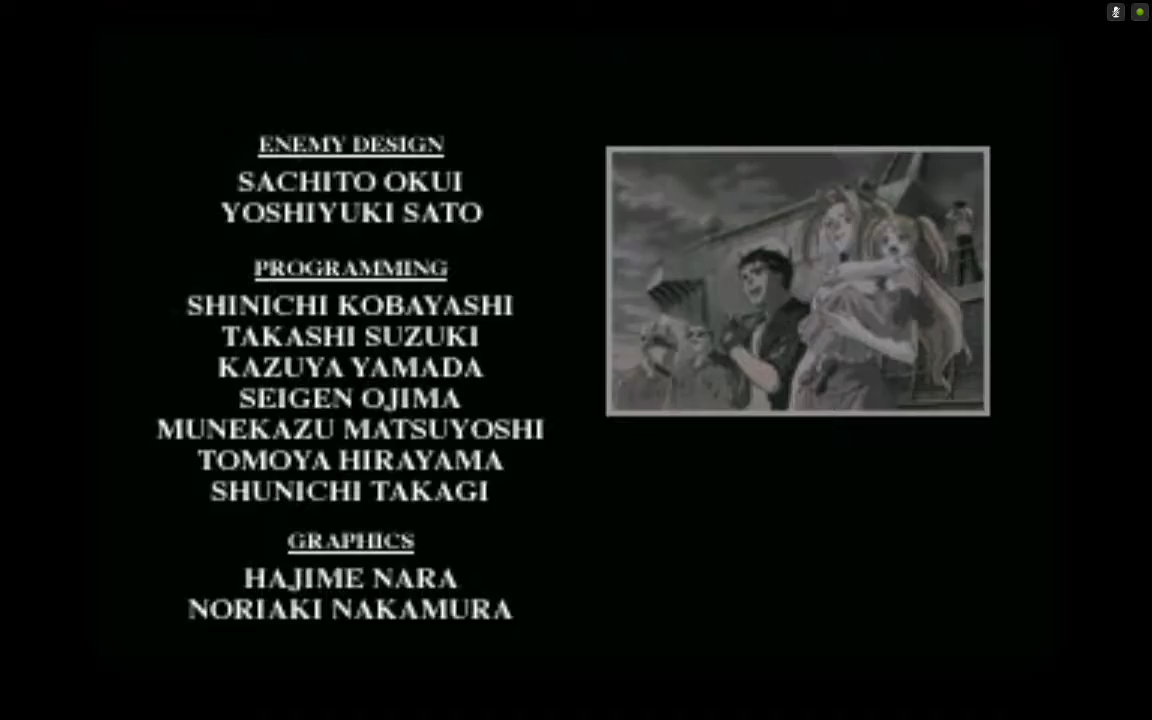 ENEMY DESIGN
SACHITO OKUI
YOSHIYUKI SATO
PROGRAMMING
SHINICHI KOBAYASHI
TAKASHI SUZUKI
KAZUYA YAMADA
SEIGEN OJIMA
MUNEKAZU MATSUYOSHI
TOMOYA HIRAYAMA
SHUNICHI TAKAGI
GRAPHICS
HAJIME NARA
NORIAKI NAKAMURA